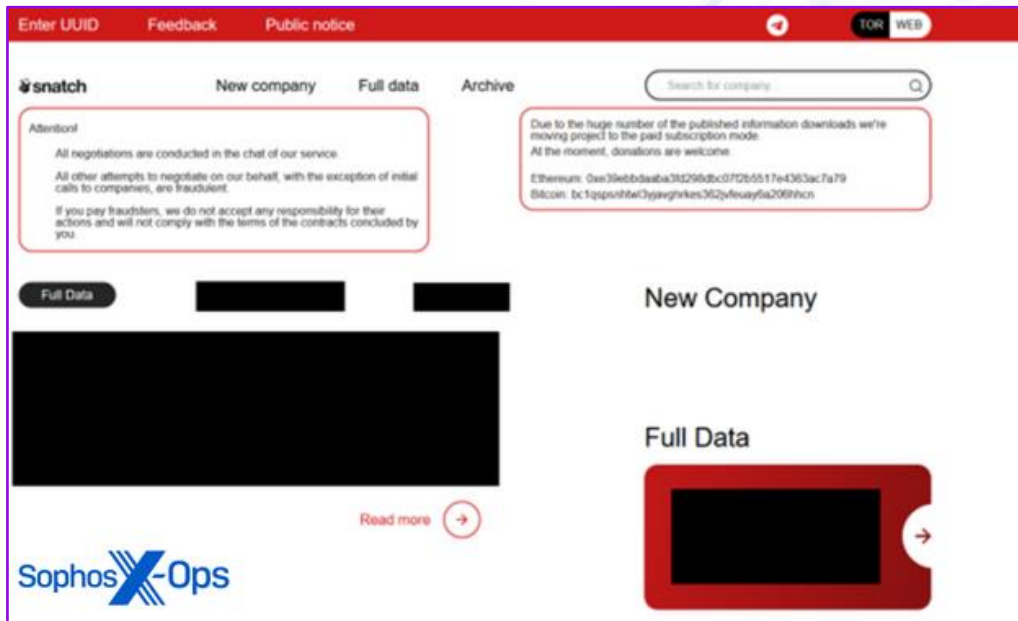 Enter UUID Feedback Public notice TOR WEB
snatch New company Full data Archive Search for company
Attention!
All negotiations are conducted in the chat of our service.
All other attempts to negotiate on our behalf, with the exception of initial
calls to companies, are fraudulent.
If you pay fraudsters, we do not accept any responsibility for their
actions and will not comply with the terms of the contracts concluded by
you.
Due to the huge number of the published information downloads we're
moving project to the paid subscription mode.
At the moment, donations are welcome.
Ethereum:
Bitcoin:
Full Data
New Company
Full Data
Read more
Sophos X-Ops